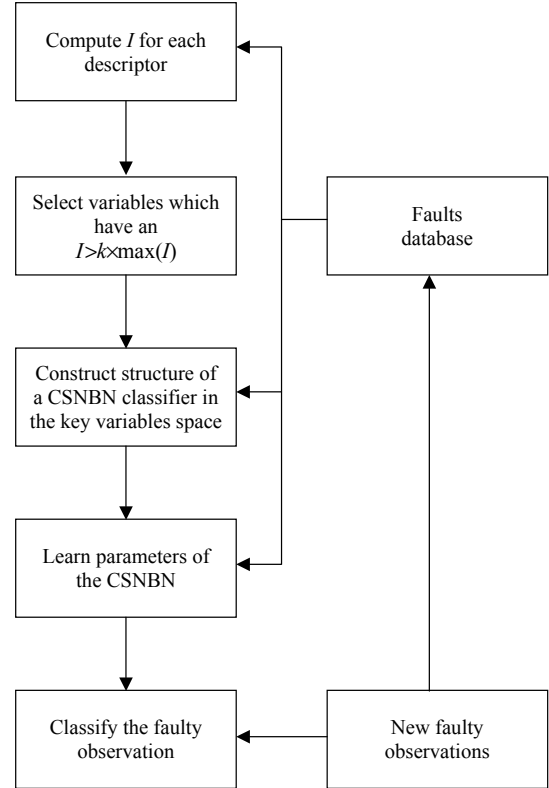 Compute I for each
descriptor
Select variables which
have an
I>k×max(I)
Faults
database
Construct structure of
a CSNBN classifier in
the key variables space
Learn parameters of
the CSNBN
Classify the faulty
observation
New faulty
observations